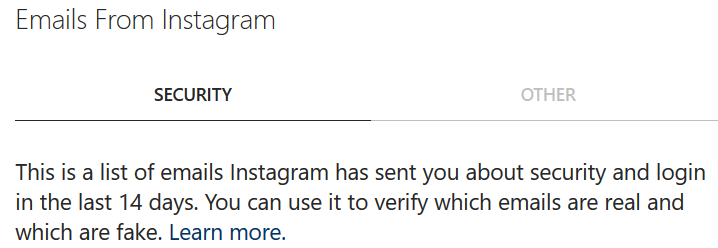 Emails From Instagram
SECURITY
OTHER
This is a list of emails Instagram has sent you about security and login
in the last 14 days. You can use it to verify which emails are real and
which are fake. Learn more.